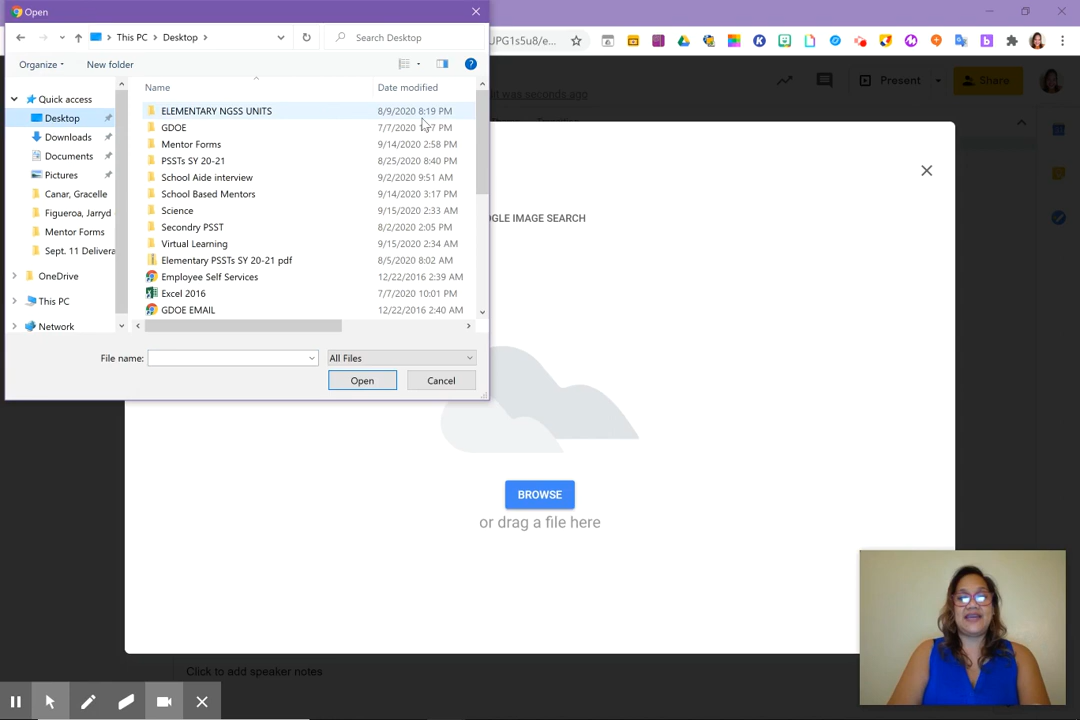 Open
This PC > Desktop >
Search Desktop
JPG1s5u8/e...
Organize
New folder
Present
Share
it was seconds ago
Name
Date modified
Quick access
Desktop
Downloads
Documents
Pictures
Canar, Gracelle
Figueroa, Jarryd
Mentor Forms
Sept. 11 Delivera
OneDrive
This PC
Network
ELEMENTARY NGSS UNITS 8/9/2020 8:19 PM
GDOE 7/7/2020
Mentor Forms 9/14/2020 2:58 PM
PSSTs SY 20-21 8/25/2020 8:40 PM
School Aide interview 9/2/2020 9:51 AM
School Based Mentors 9/14/2020 3:17 PM
Science 9/15/2020 2:33 AM
Secondry PSST 8/2/2020 2:05 PM
Virtual Learning 9/15/2020 2:34 AM
Elementary PSSTs SY 20-21 pdf 8/5/2020 8:02 AM
Employee Self Services 12/22/2016 2:39 AM
Excel 2016 7/7/2020 10:01 PM
GDOE EMAIL 12/22/2016 2:40 AM
File name:
All Files
Open
Cancel
OGLE IMAGE SEARCH
BROWSE
or drag a file here
Click to add speaker notes